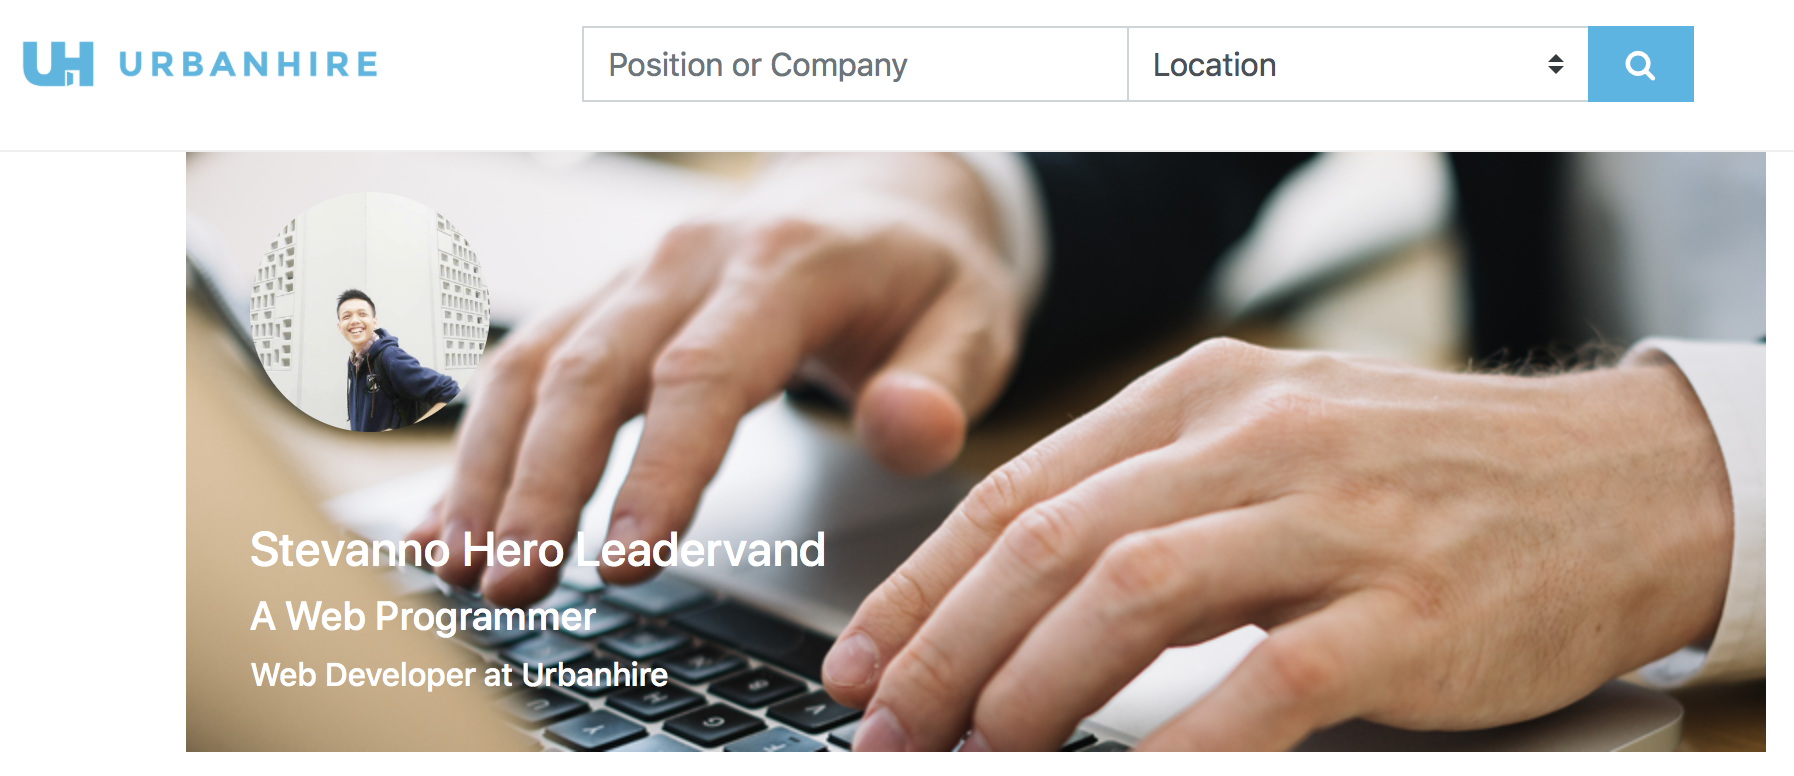 UH URBANHIRE
Position or Company
Location
Stevanno Hero Leadervand
A Web Programmer
Web Developer at Urbanhire